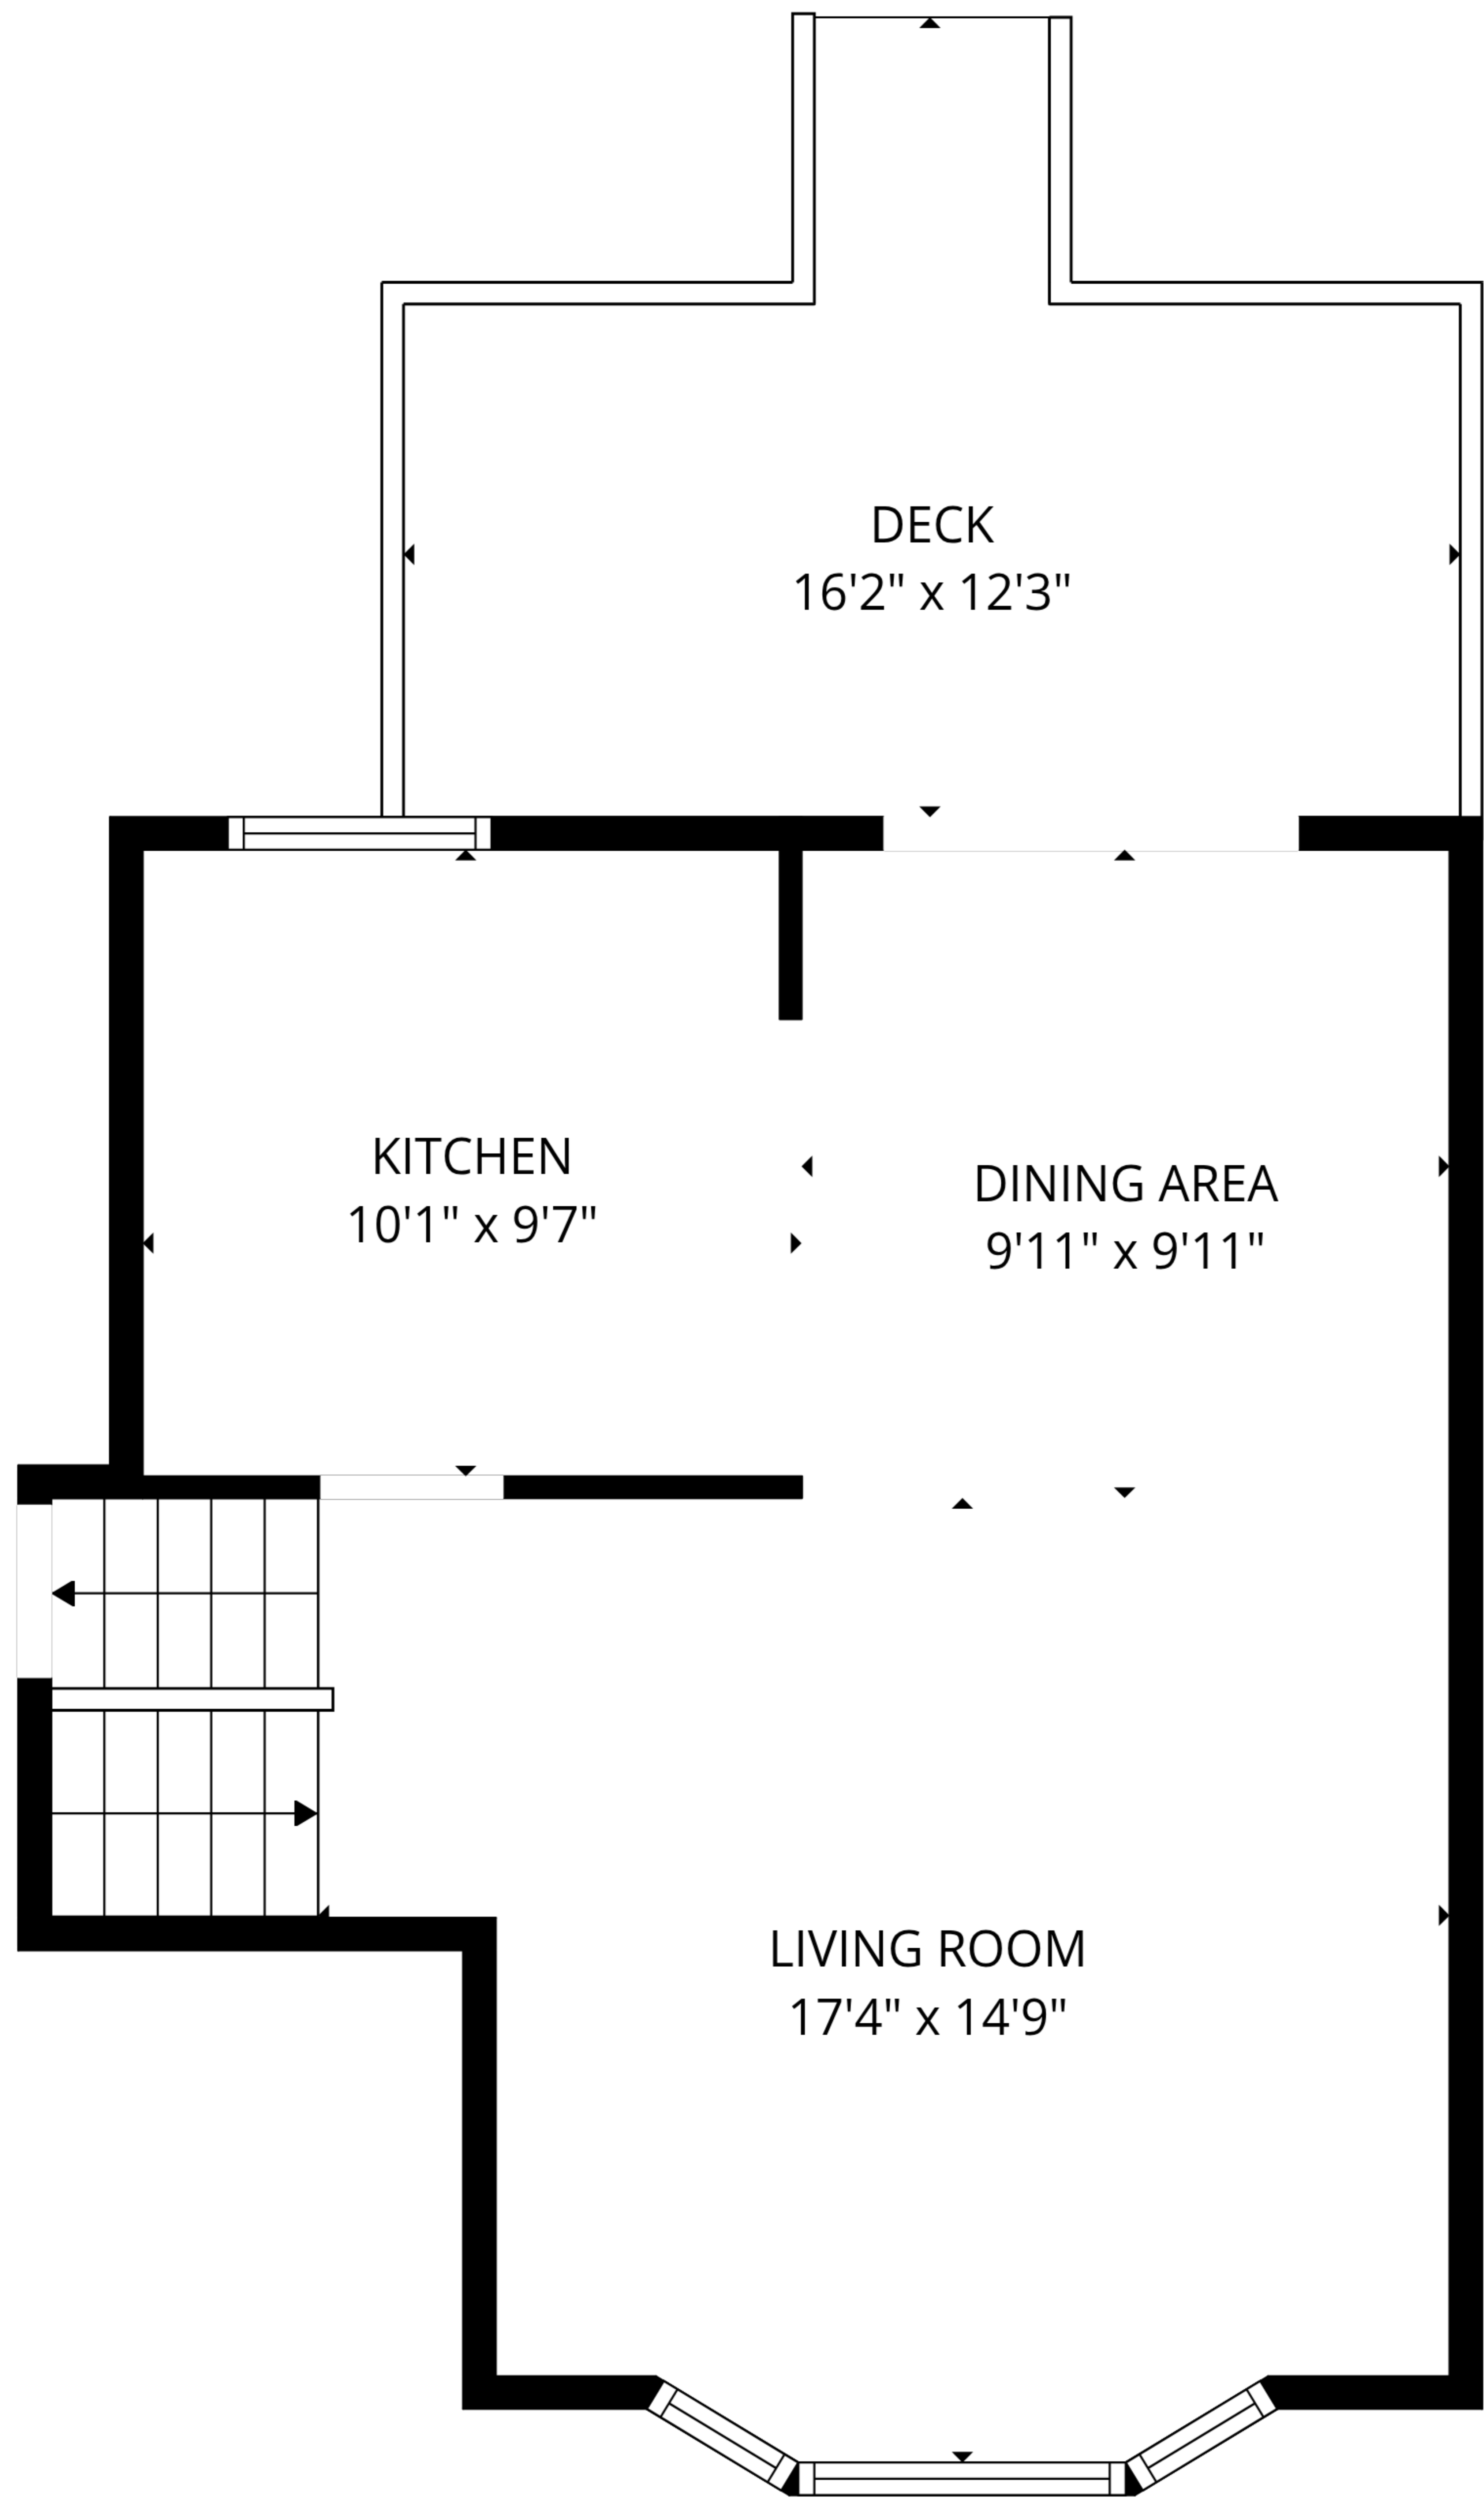 DECK
16'2" x 12'3"
KITCHEN
10'1" x 9'7"
DINING AREA
9'11" x 9'11"
LIVING ROOM
17'4" x 14'9"